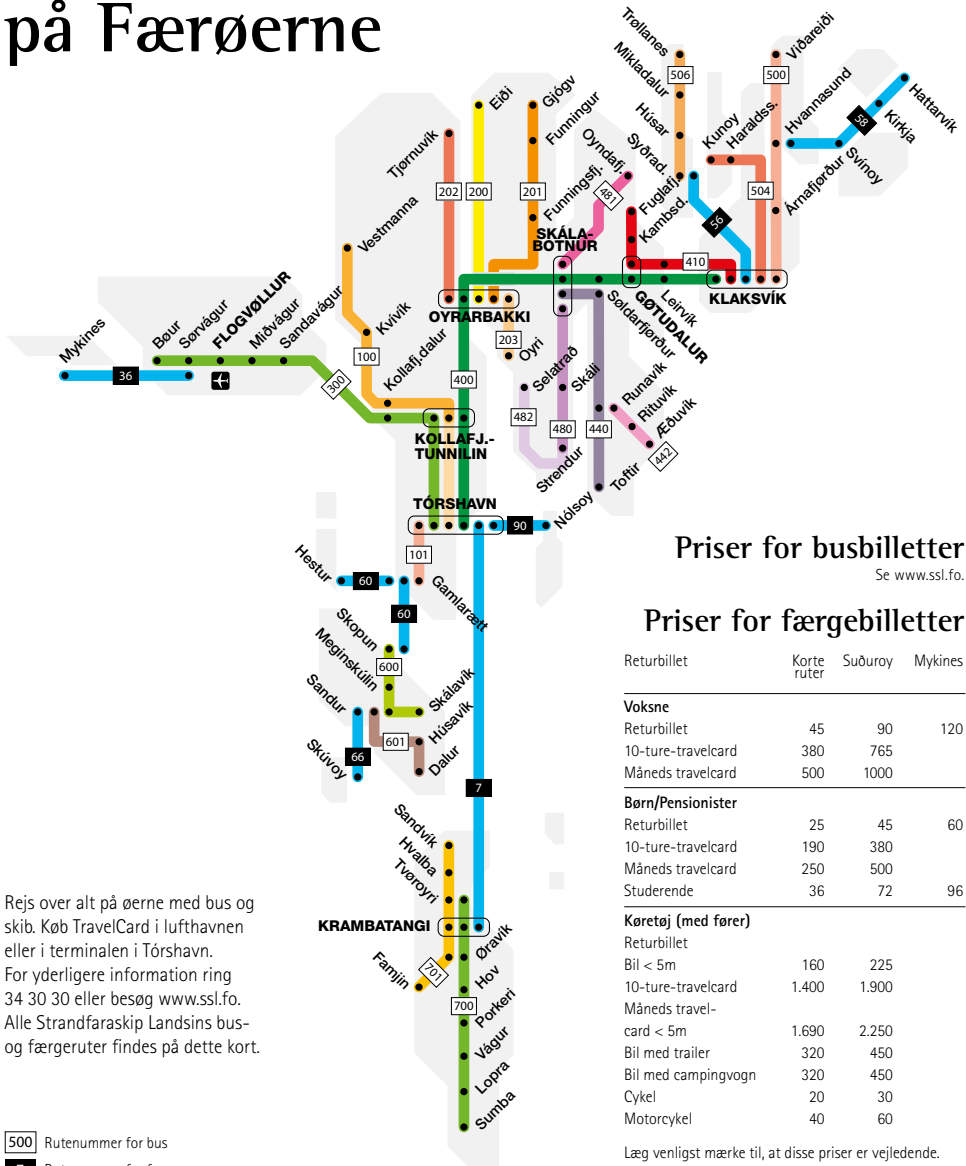 på Færøerne
Trøllanes
Mikladalur
Húsar
Syðrad.
506
Viðareiði
500
Hvannasund
Árnafjørður
Hattarvík
Kirkja
Svínoy
58
Kunoy
Haraldss.
504
56
Eiði
200
Gjógv
Funningur
Funningsfj.
201
Oyndafj.
481
Tjørnuvík
202
Fuglafj.
Kambsd.
410
SKÁLA-
BOTNUR
GØTUDALUR
Leirvík
Søldarfjørður
KLAKSVÍK
OYRARBAKKI
203
Oyri
Vestmanna
Kvívík
100
Kollafj.dalur
Mykines
36
Bøur
Sørvágur
FLOGVØLLUR
Miðvágur
Sandavágur
300
400
Selatrað
482
Skáli
480
Strendur
440
Toftir
Runavík
Rituvík
Æðuvík
442
KOLLAFJ.-
TUNNILIN
TÓRSHAVN
90
Nólsoy
101
Gamlarætt
Hestur
60
60
Skopun
Meginskúlin
600
Skálavík
Sandur
Húsavík
601
Dalur
Skúvoy
66
7
Sandvík
Hvalba
Tvøroyri
KRAMBATANGI
Famjin
701
Øravík
Hov
700
Porkeri
Vágur
Lopra
Sumba
Priser for busbilletter
Se www.ssl.fo.
Priser for færgebilletter
Returbillet Korte ruter Suðuroy Mykines
Voksne
Returbillet 45 90 120
10-ture-travelcard 380 765
Måneds travelcard 500 1000
Børn/Pensionister
Returbillet 25 45 60
10-ture-travelcard 190 380
Måneds travelcard 250 500
Studerende 36 72 96
Køretøj (med fører)
Returbillet
Bil < 5m 160 225
10-ture-travelcard 1.400 1.900
Måneds travel-
card < 5m 1.690 2.250
Bil med trailer 320 450
Bil med campingvogn 320 450
Cykel 20 30
Motorcykel 40 60
Læg venligst mærke til, at disse priser er vejledende.
Rejs over alt på øerne med bus og
skib. Køb TravelCard i lufthavnen
eller i terminalen i Tórshavn.
For yderligere information ring
34 30 30 eller besøg www.ssl.fo.
Alle Strandfaraskip Landsins bus-
og færgeruter findes på dette kort.
500 Rutenummer for bus